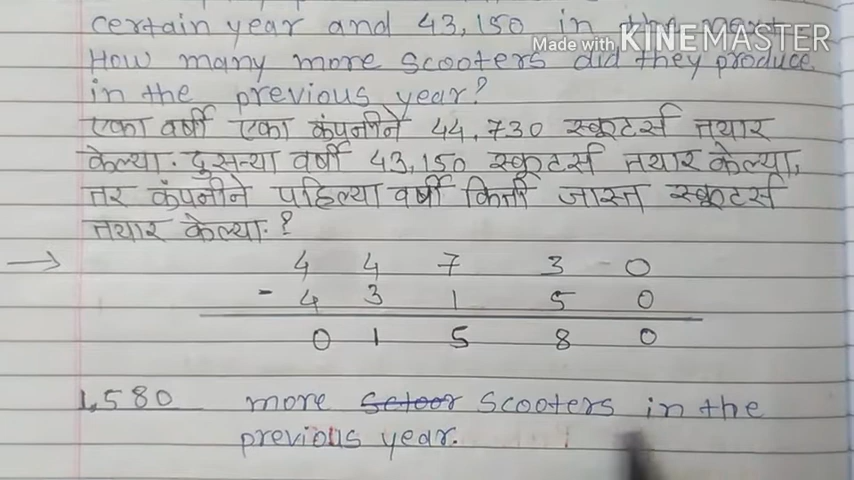 certain year and 43,150 in the next.
Made with KINEMASTER
How many more scooters did they produce
in the previous year?
एका वर्षी एका कंपनीने 44,730 स्कूटर्स तयार
केल्या. दुसऱ्या वर्षी 43,150 स्कूटर्स तयार केल्या,
तर कंपनीने पहिल्या वर्षी किती जास्त स्कूटर्स
तयार केल्या?
→ 4 4 7 3 0
- 4 3 1 5 0
0 1 5 8 0
1,580 more scooters in the
previous year.